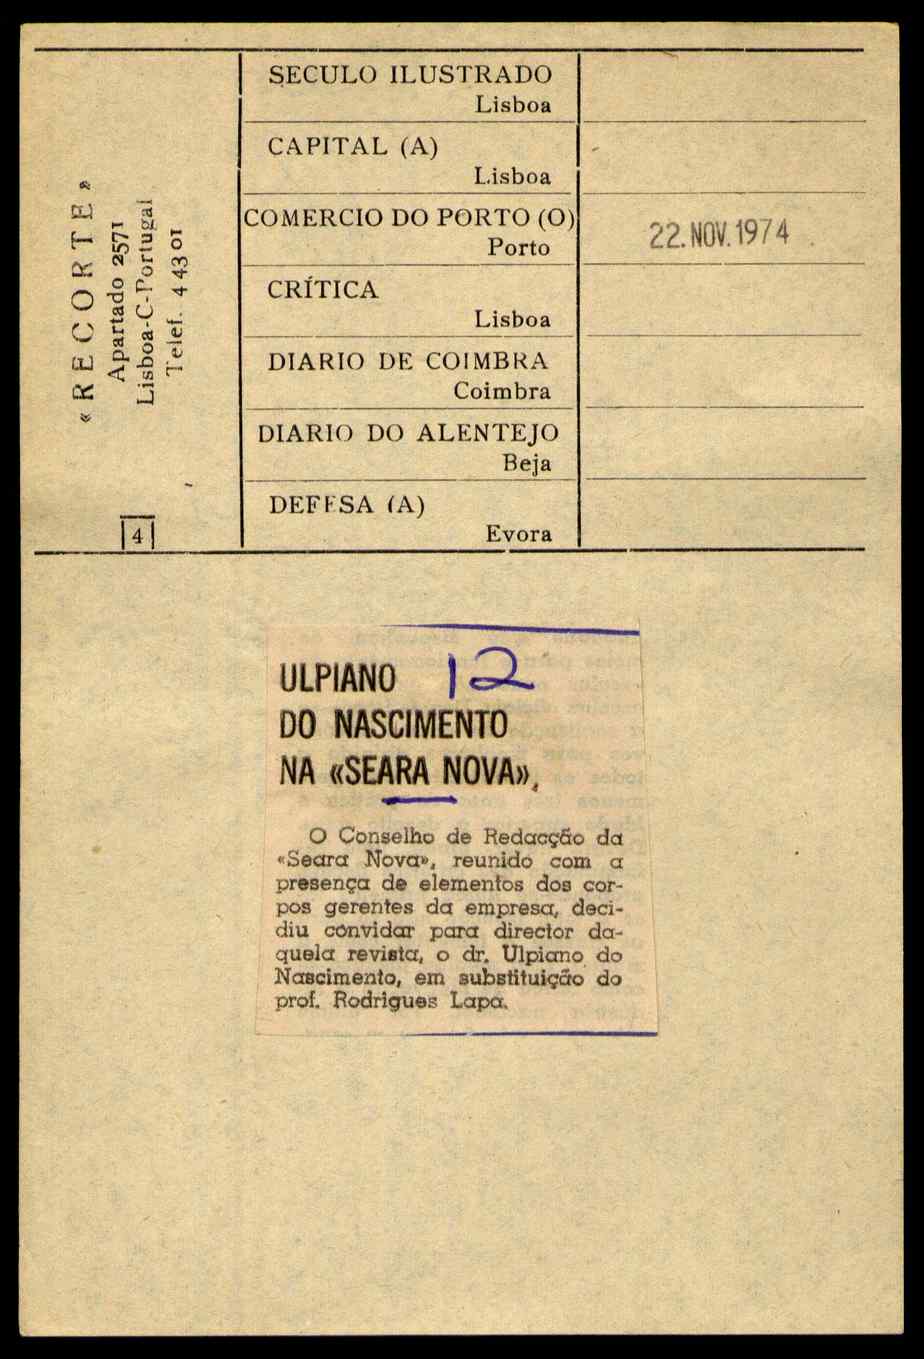 « RECORTE »
Apartado 2571
Lisboa-C-Portugal
Telef. 4 43 01
4
SECULO ILUSTRADO
Lisboa
CAPITAL (A)
Lisboa
COMERCIO DO PORTO (O)
Porto
22. NOV. 1974
CRÍTICA
Lisboa
DIARIO DE COIMBRA
Coimbra
DIARIO DO ALENTEJO
Beja
DEFESA (A)
Evora
ULPIANO 12
DO NASCIMENTO
NA «SEARA NOVA»
O Conselho de Redacção da
«Seara Nova», reunido com a
presença de elementos dos cor-
pos gerentes da empresa, deci-
diu convidar para director da-
quela revista, o dr. Ulpiano do
Nascimento, em substituição do
prof. Rodrigues Lapa.